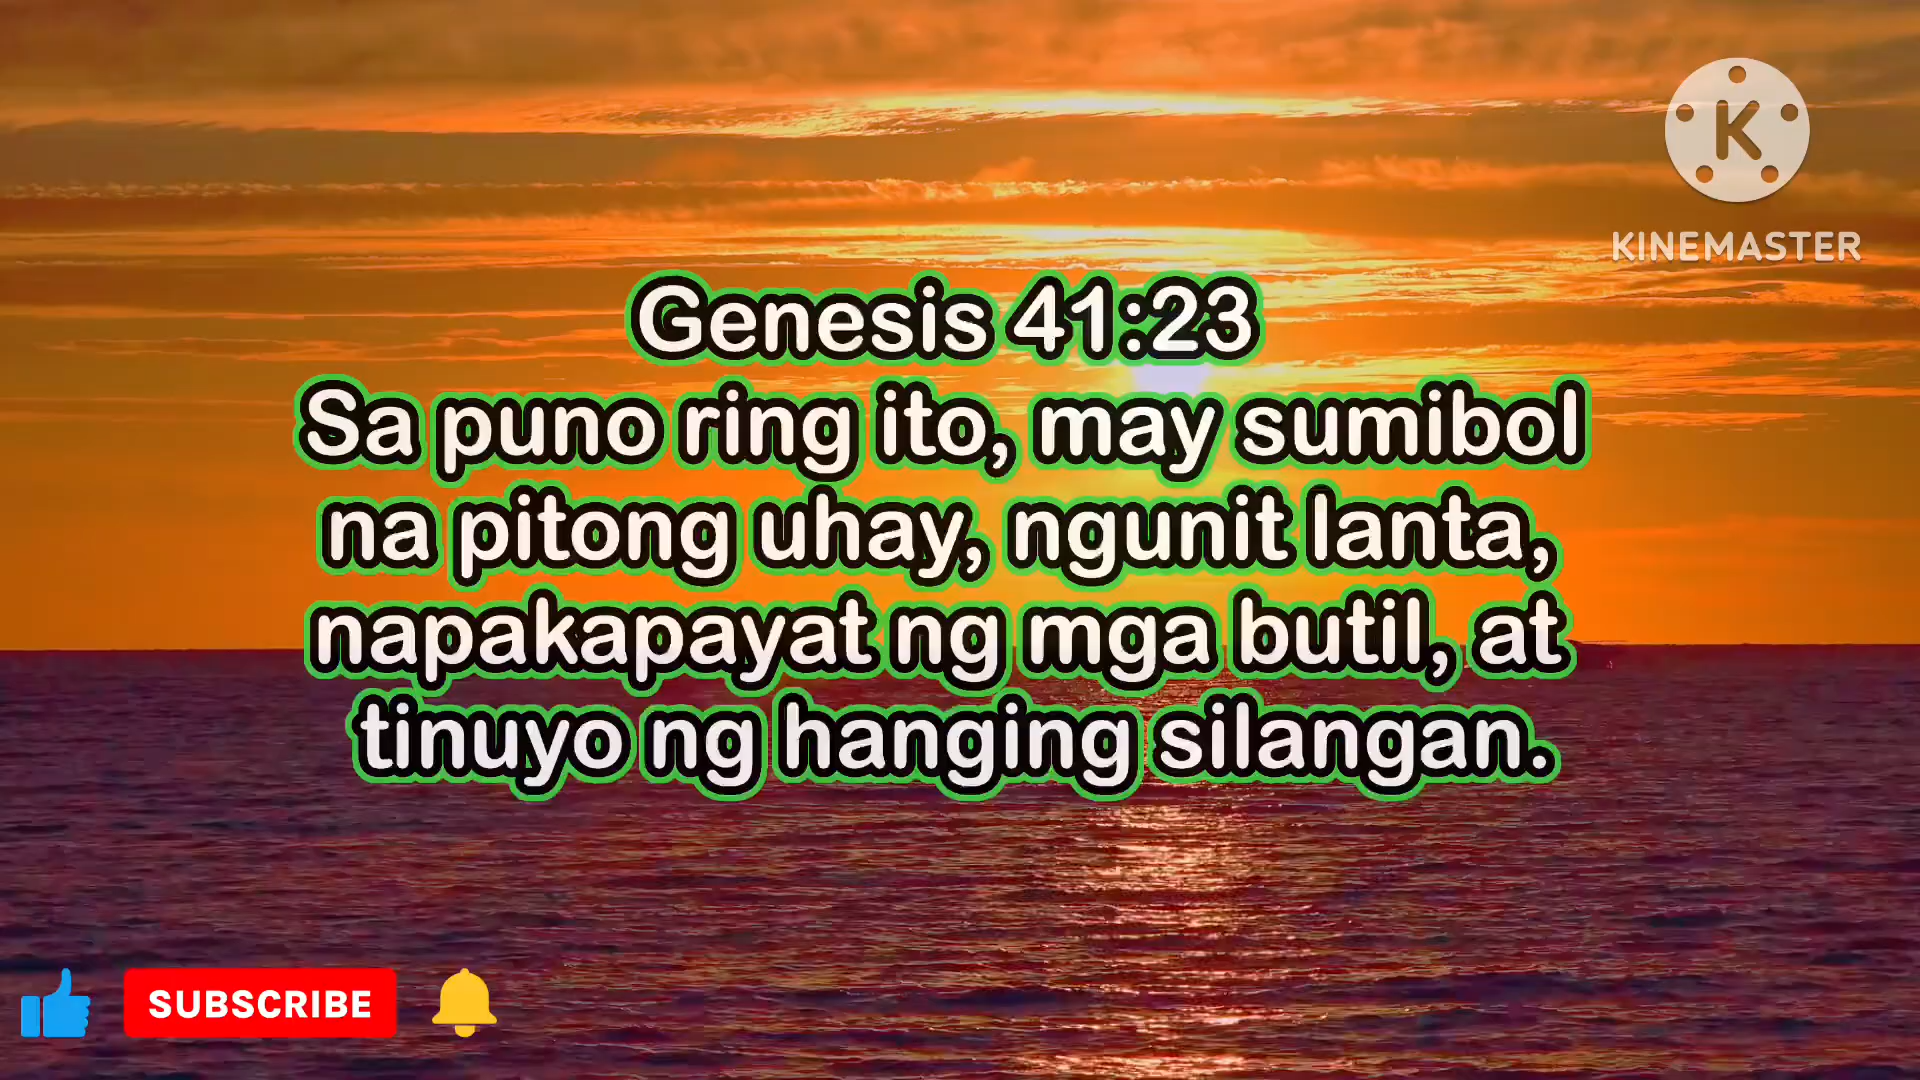 K
KINEMASTER
Genesis 41:23
Sa puno ring ito, may sumibol
na pitong uhay, ngunit lanta,
napakapayat ng mga butil, at
tinuyo ng hanging silangan.
SUBSCRIBE